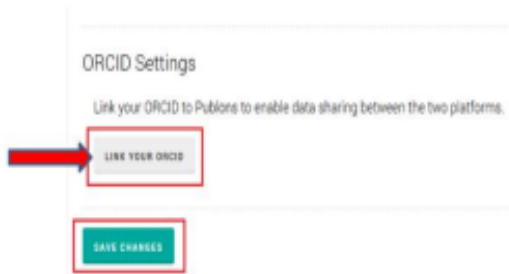 ORCID Settings
Link your ORCID to Publons to enable data sharing between the two platforms.
LINK YOUR ORCID
SAVE CHANGES